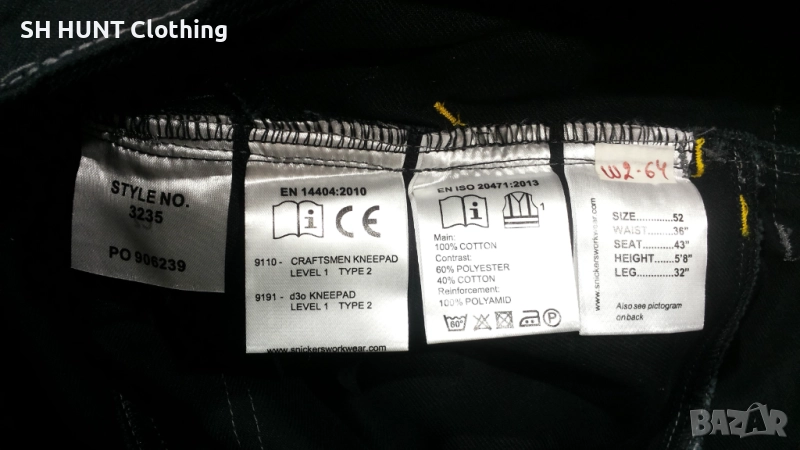 SH HUNT Clothing
STYLE NO.
3235
PO 906239
EN 14404:2010
i
CE
9110 - CRAFTSMEN KNEEPAD
LEVEL 1 TYPE 2
9191 - d3o KNEEPAD
LEVEL 1 TYPE 2
www.snickersworkwear.com
EN ISO 20471:2013
i
1
Main:
100% COTTON
Contrast:
60% POLYESTER
40% COTTON
Reinforcement:
100% POLYAMID
60°
P
W2-64
www.snickersworkwear.com
SIZE..........52
WAIST.......36"
SEAT.........43"
HEIGHT.....5'8"
LEG...........32"
Also see pictogram
on back
BAZAR